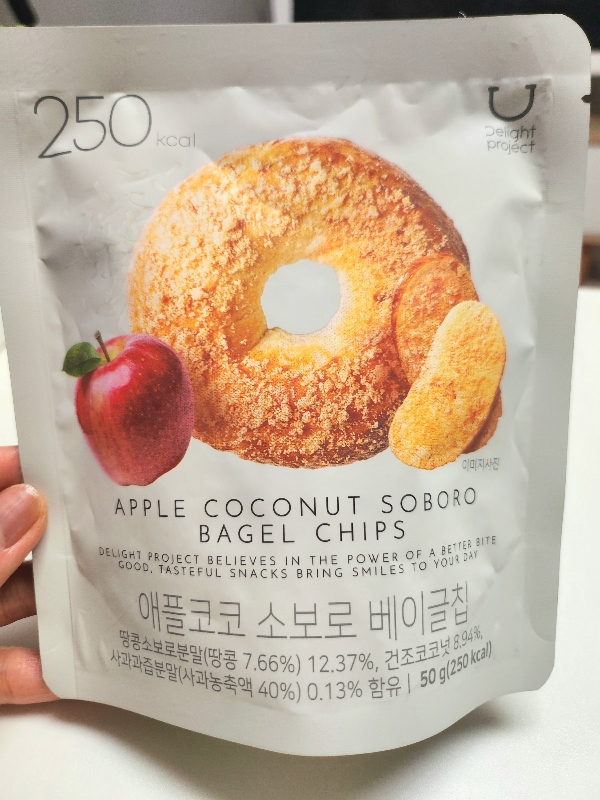 250 kcal
Delight
project
이미지사진
APPLE COCONUT SOBORO
BAGEL CHIPS
DELIGHT PROJECT BELIEVES IN THE POWER OF A BETTER BITE
GOOD, TASTEFUL SNACKS BRING SMILES TO YOUR DAY
애플코코 소보로 베이글칩
땅콩소보로분말(땅콩 7.66%) 12.37%, 건조코코넛 8.94%,
사과과즙분말(사과농축액 40%) 0.13% 함유 | 50 g(250 kcal)